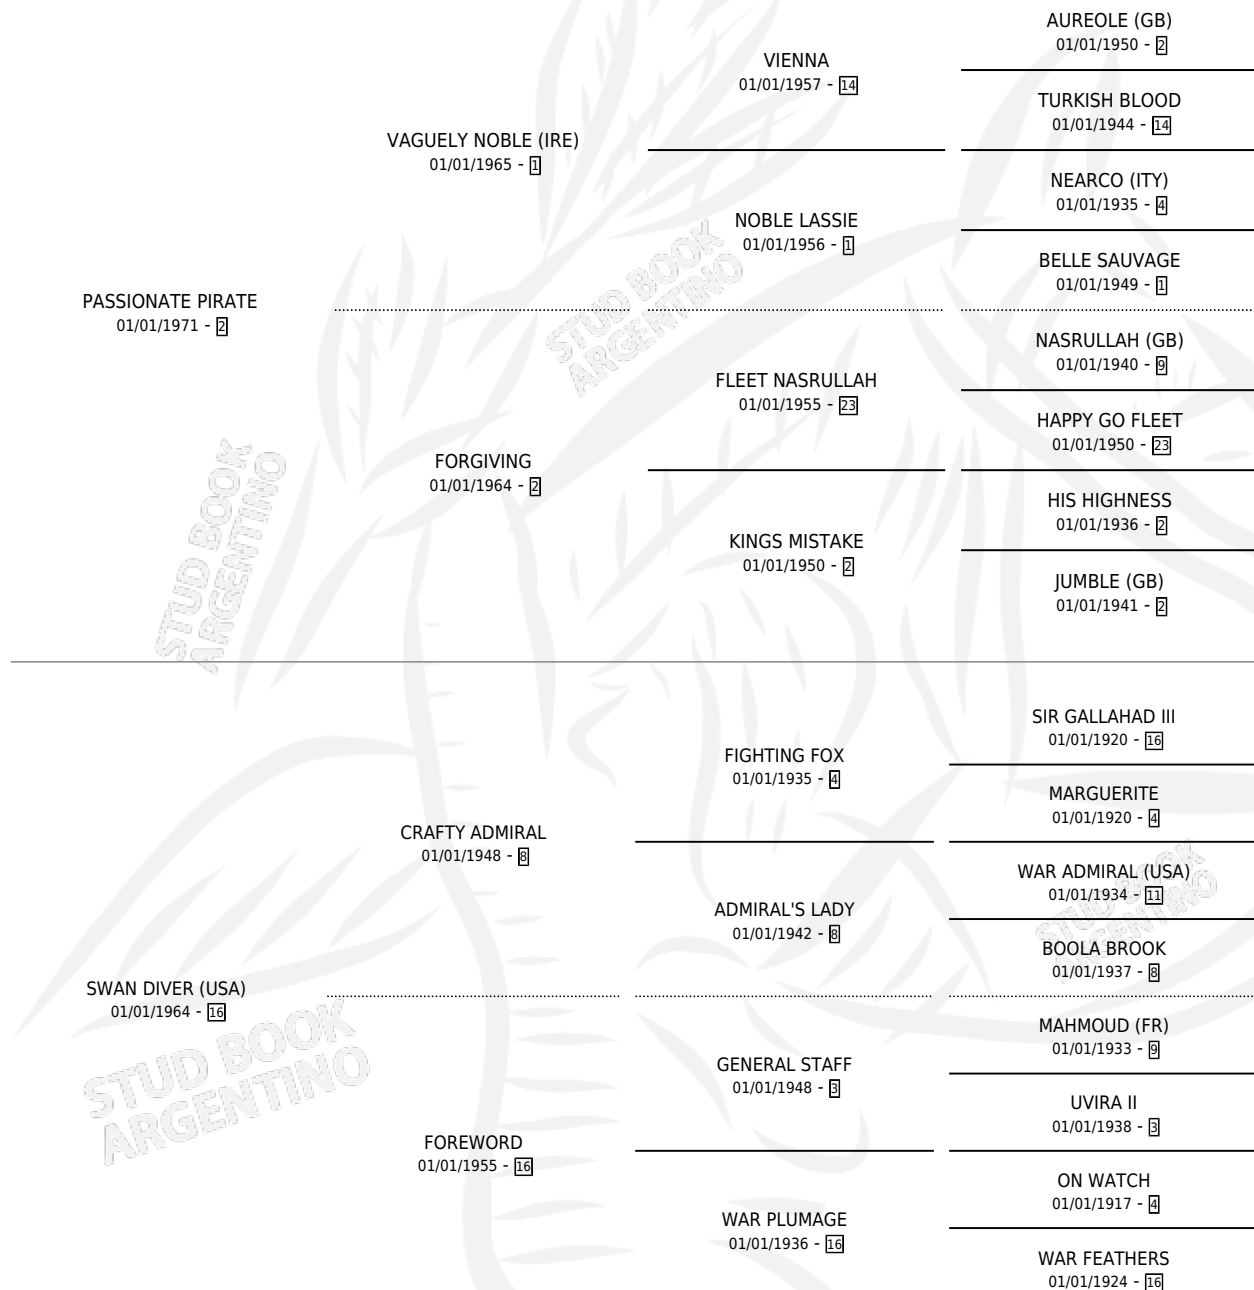 AUREOLE (GB)
01/01/1950 - 2
VIENNA
01/01/1957 - 14
TURKISH BLOOD
01/01/1944 - 14
VAGUELY NOBLE (IRE)
01/01/1965 - 1
NEARCO (ITY)
01/01/1935 - 4
NOBLE LASSIE
01/01/1956 - 1
BELLE SAUVAGE
01/01/1949 - 1
STUD BOOK
ARGENTINO
PASSIONATE PIRATE
01/01/1971 - 2
NASRULLAH (GB)
01/01/1940 - 9
FLEET NASRULLAH
01/01/1955 - 23
HAPPY GO FLEET
01/01/1950 - 23
FORGIVING
01/01/1964 - 2
HIS HIGHNESS
01/01/1936 - 2
KINGS MISTAKE
01/01/1950 - 2
JUMBLE (GB)
01/01/1941 - 2
STUD BOOK
ARGENTINO
SIR GALLAHAD III
01/01/1920 - 16
FIGHTING FOX
01/01/1935 - 4
MARGUERITE
01/01/1920 - 4
CRAFTY ADMIRAL
01/01/1948 - 8
WAR ADMIRAL (USA)
01/01/1934 - 11
ADMIRAL'S LADY
01/01/1942 - 8
STUD BOOK
ARGENTINO
BOOLA BROOK
01/01/1937 - 8
SWAN DIVER (USA)
01/01/1964 - 16
STUD BOOK
ARGENTINO
MAHMOUD (FR)
01/01/1933 - 9
GENERAL STAFF
01/01/1948 - 3
UVIRA II
01/01/1938 - 3
FOREWORD
01/01/1955 - 16
ON WATCH
01/01/1917 - 4
WAR PLUMAGE
01/01/1936 - 16
WAR FEATHERS
01/01/1924 - 16